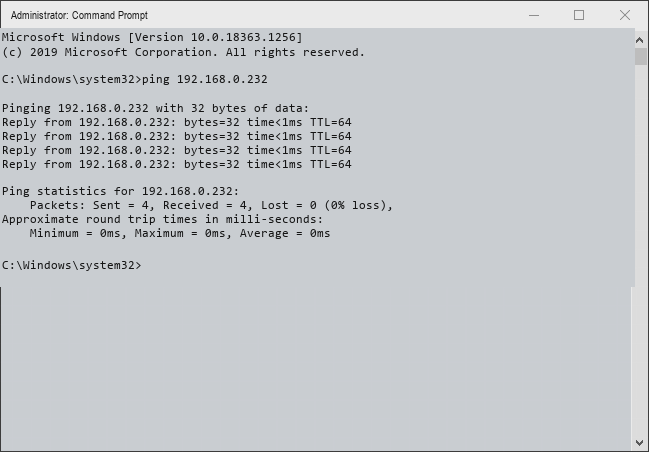 Administrator: Command Prompt
Microsoft Windows [Version 10.0.18363.1256]
(c) 2019 Microsoft Corporation. All rights reserved.
C:\Windows\system32>ping 192.168.0.232
Pinging 192.168.0.232 with 32 bytes of data:
Reply from 192.168.0.232: bytes=32 time<1ms TTL=64
Reply from 192.168.0.232: bytes=32 time<1ms TTL=64
Reply from 192.168.0.232: bytes=32 time<1ms TTL=64
Reply from 192.168.0.232: bytes=32 time<1ms TTL=64
Ping statistics for 192.168.0.232:
    Packets: Sent = 4, Received = 4, Lost = 0 (0% loss),
Approximate round trip times in milli-seconds:
    Minimum = 0ms, Maximum = 0ms, Average = 0ms
C:\Windows\system32>